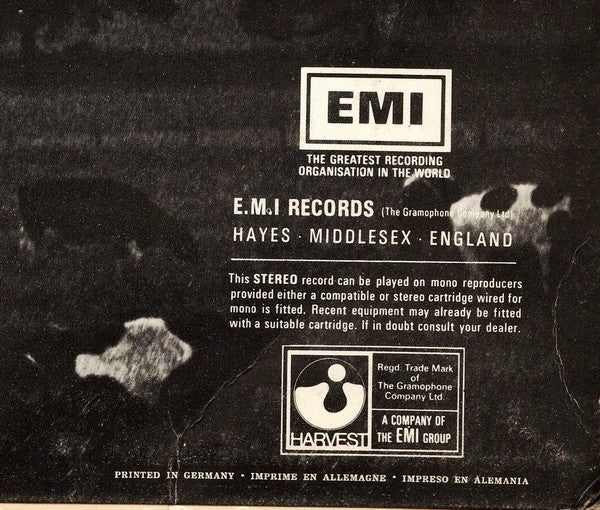 EMI
THE GREATEST RECORDING
ORGANISATION IN THE WORLD
E.M.I RECORDS (The Gramophone Company Ltd)
HAYES · MIDDLESEX · ENGLAND
This STEREO record can be played on mono reproducers
provided either a compatible or stereo cartridge wired for
mono is fitted. Recent equipment may already be fitted
with a suitable cartridge. If in doubt consult your dealer.
HARVEST
Regd. Trade Mark
of
The Gramophone
Company Ltd
A COMPANY OF
THE EMI GROUP
PRINTED IN GERMANY · IMPRIME EN ALLEMAGNE · IMPRESO EN ALEMANIA